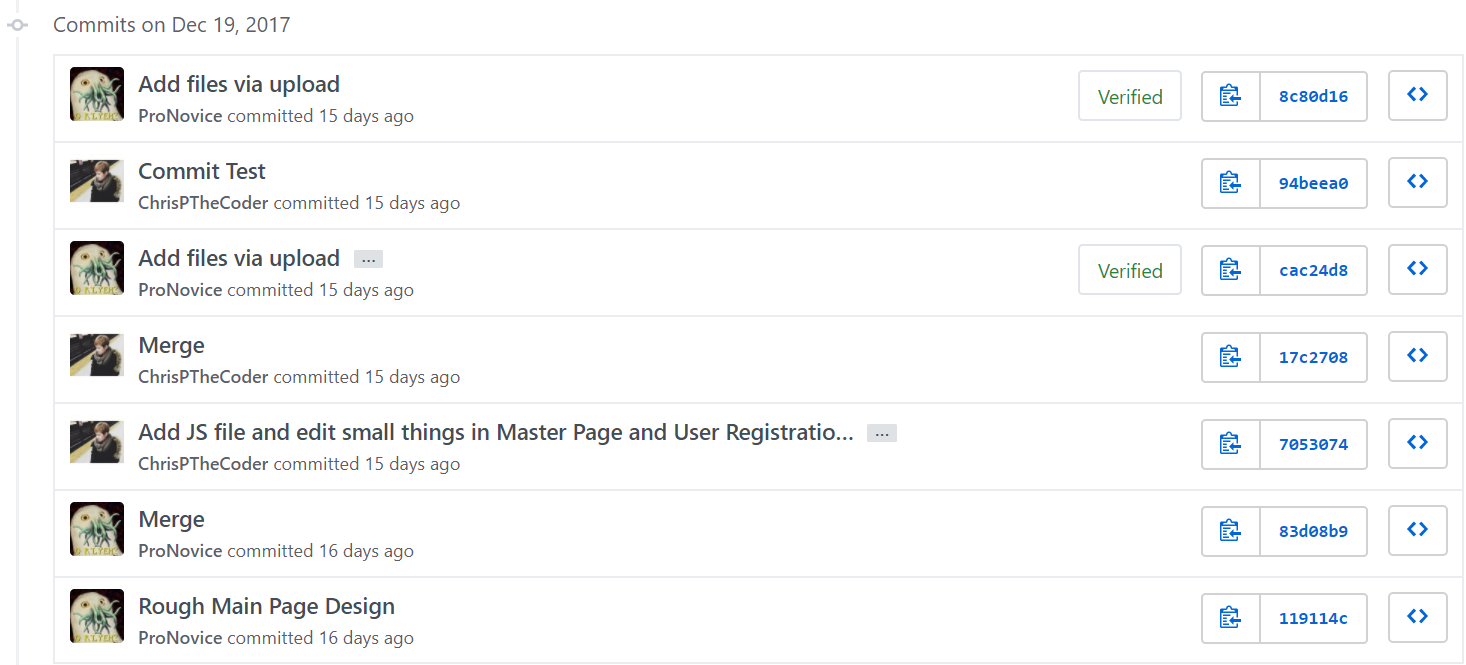 Commits on Dec 19, 2017
Add files via upload
ProNovice committed 15 days ago
Verified
8c80d16
Commit Test
ChrisPTheCoder committed 15 days ago
94beea0
Add files via upload ...
ProNovice committed 15 days ago
Verified
cac24d8
Merge
ChrisPTheCoder committed 15 days ago
17c2708
Add JS file and edit small things in Master Page and User Registratio... ...
ChrisPTheCoder committed 15 days ago
7053074
Merge
ProNovice committed 16 days ago
83d08b9
Rough Main Page Design
ProNovice committed 16 days ago
119114c